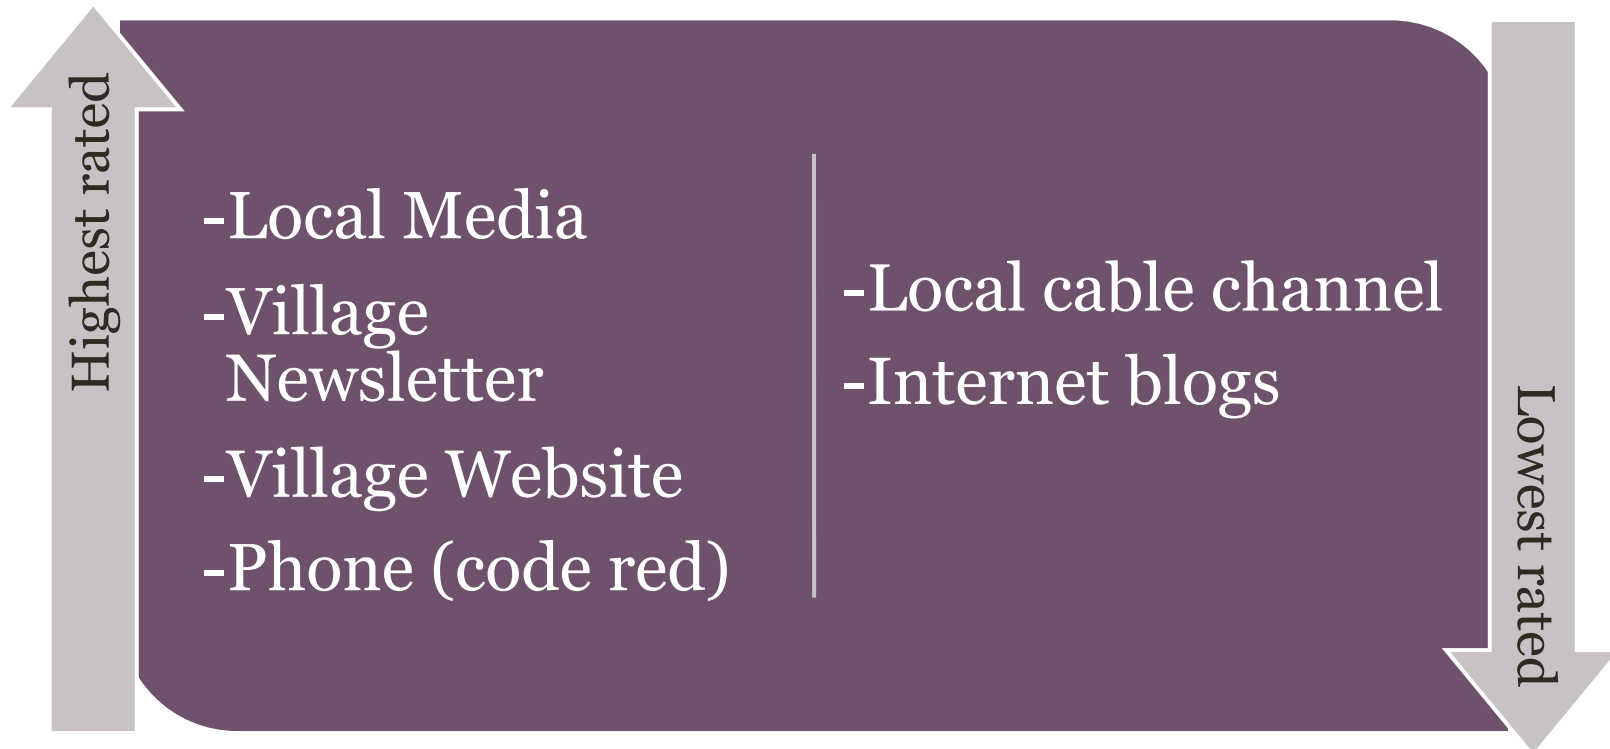 Highest rated
-Local Media
-Village
Newsletter
-Village Website
-Phone (code red)
-Local cable channel
-Internet blogs
Lowest rated